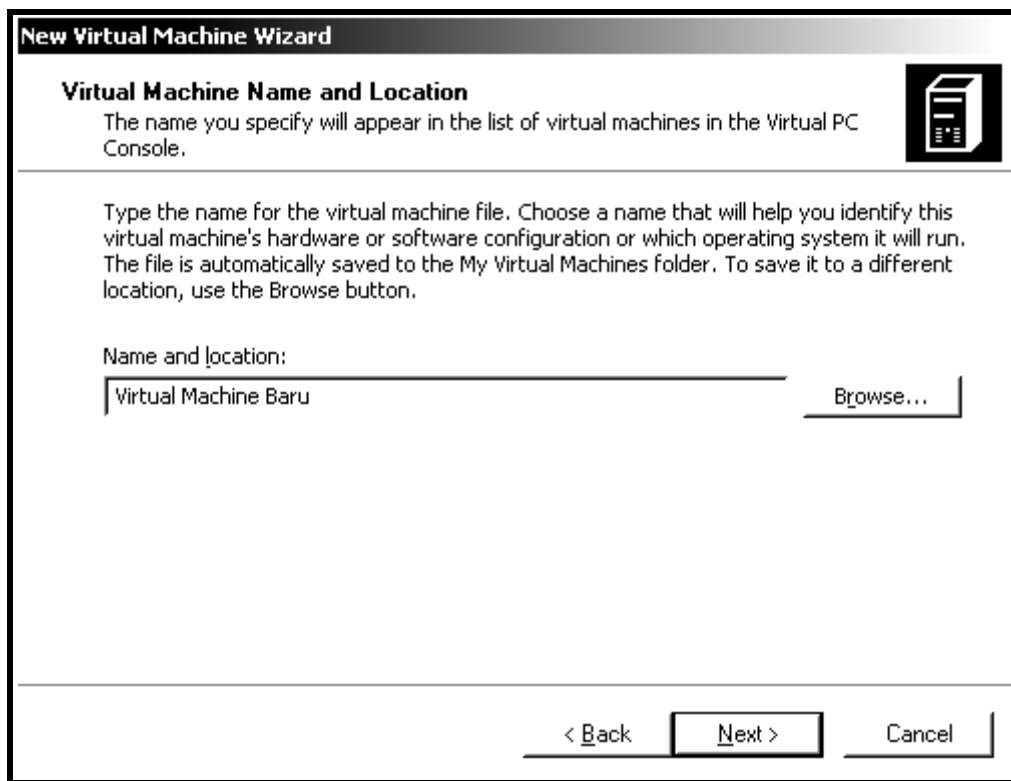 New Virtual Machine Wizard
Virtual Machine Name and Location
The name you specify will appear in the list of virtual machines in the Virtual PC
Console.
Type the name for the virtual machine file. Choose a name that will help you identify this
virtual machine's hardware or software configuration or which operating system it will run.
The file is automatically saved to the My Virtual Machines folder. To save it to a different
location, use the Browse button.
Name and location:
Virtual Machine Baru
Browse...
< Back
Next >
Cancel